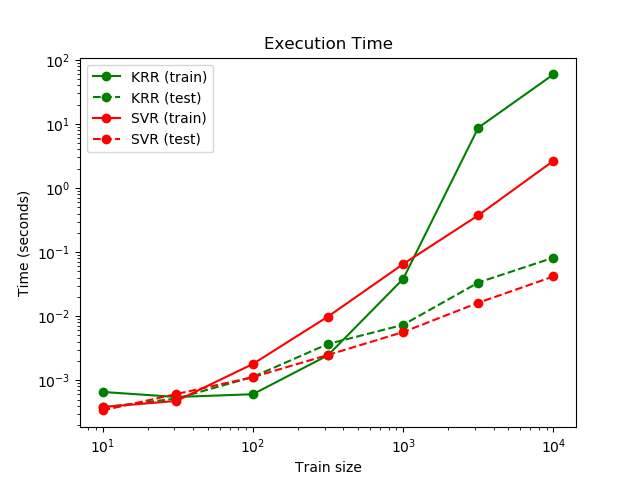 Execution Time
KRR (train)
KRR (test)
SVR (train)
SVR (test)
Time (seconds)
10²
10¹
10⁰
10⁻¹
10⁻²
10⁻³
10¹ 10² 10³ 10⁴
Train size